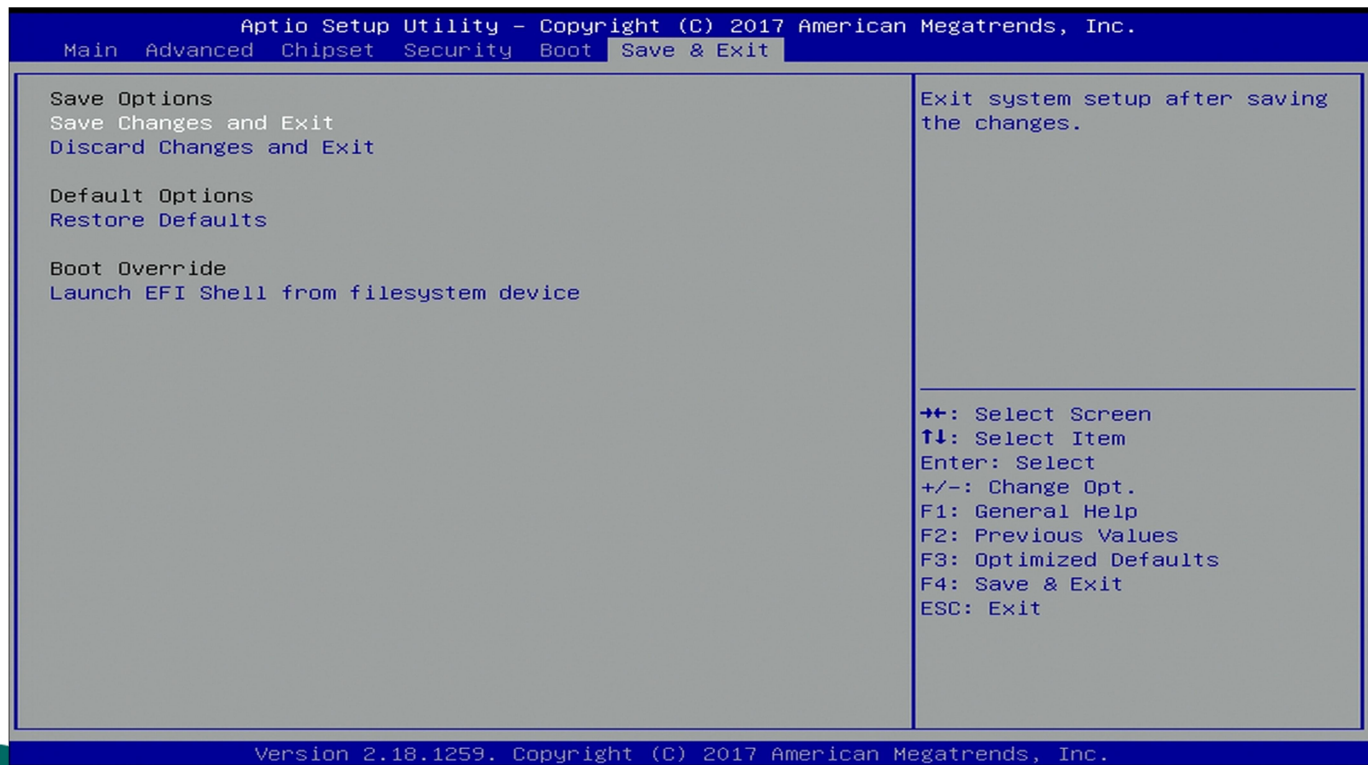 Aptio Setup Utility – Copyright (C) 2017 American Megatrends, Inc.
Main Advanced Chipset Security Boot Save & Exit
Save Options
Save Changes and Exit
Discard Changes and Exit
Default Options
Restore Defaults
Boot Override
Launch EFI Shell from filesystem device
Exit system setup after saving
the changes.
→←: Select Screen
↑↓: Select Item
Enter: Select
+/-: Change Opt.
F1: General Help
F2: Previous Values
F3: Optimized Defaults
F4: Save & Exit
ESC: Exit
Version 2.18.1259. Copyright (C) 2017 American Megatrends, Inc.